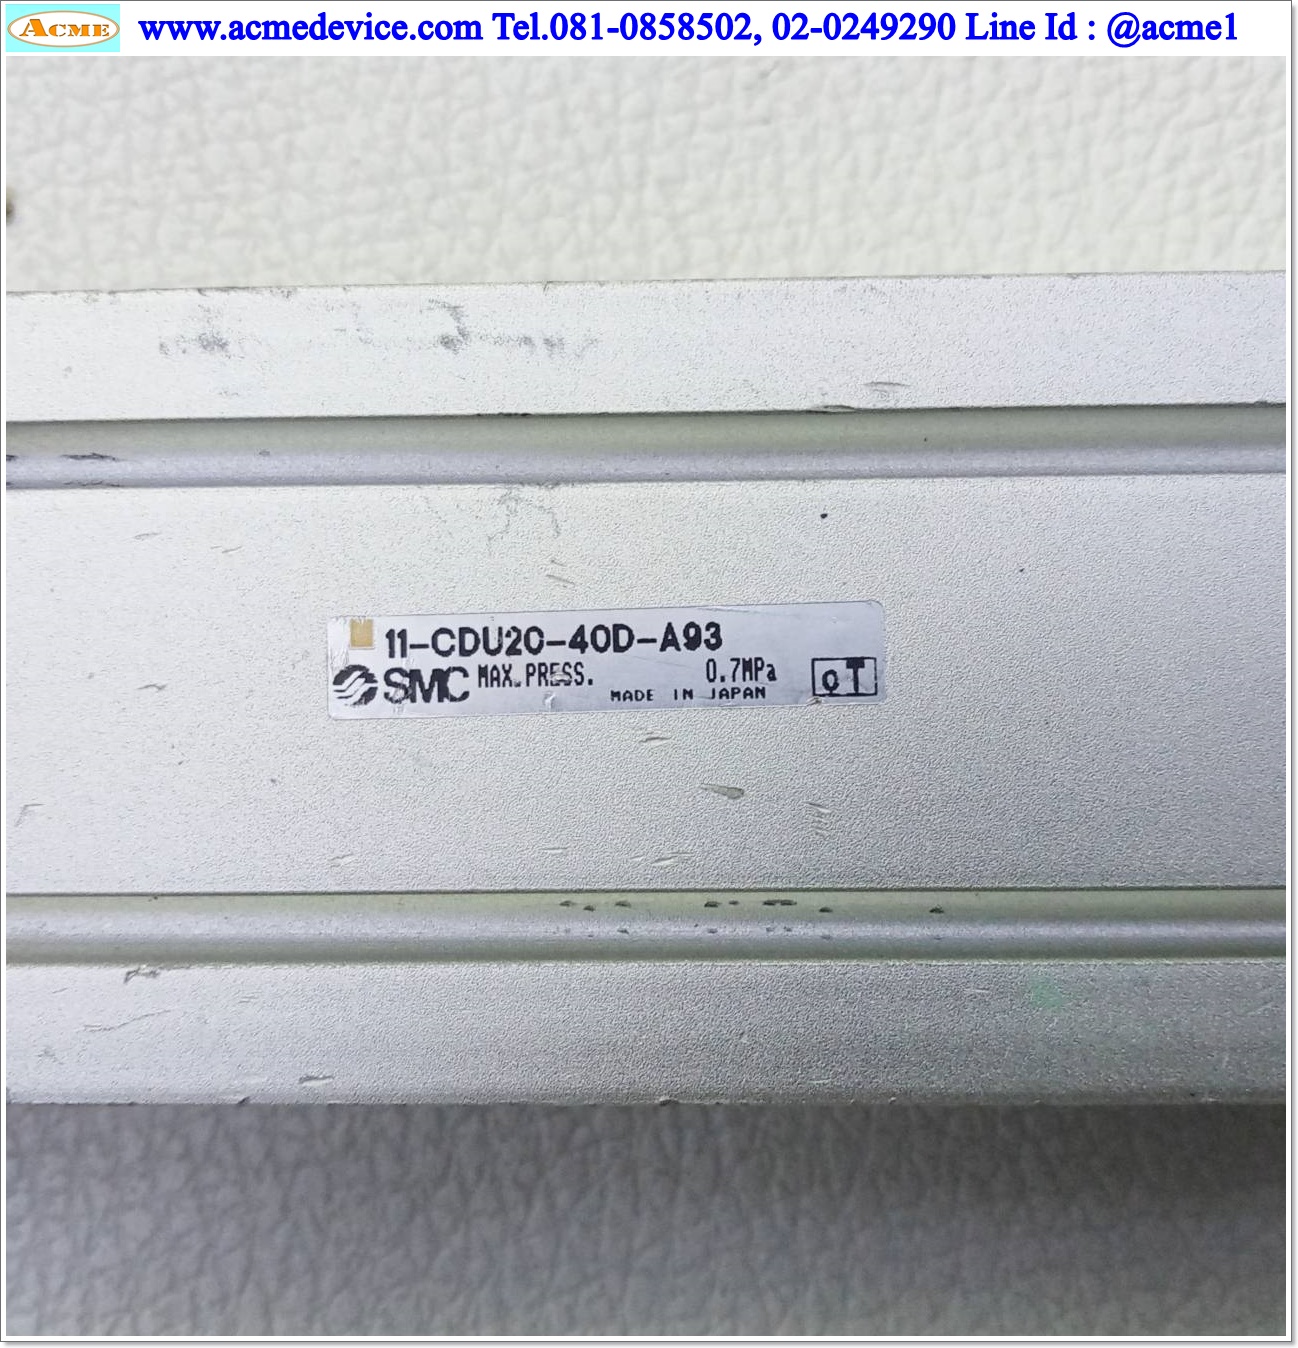 ACME www.acmedevice.com Tel.081-0858502, 02-0249290 Line Id : @acme1
11-CDU20-40D-A93
SMC MAX.PRESS. 0.7MPa QT
MADE IN JAPAN